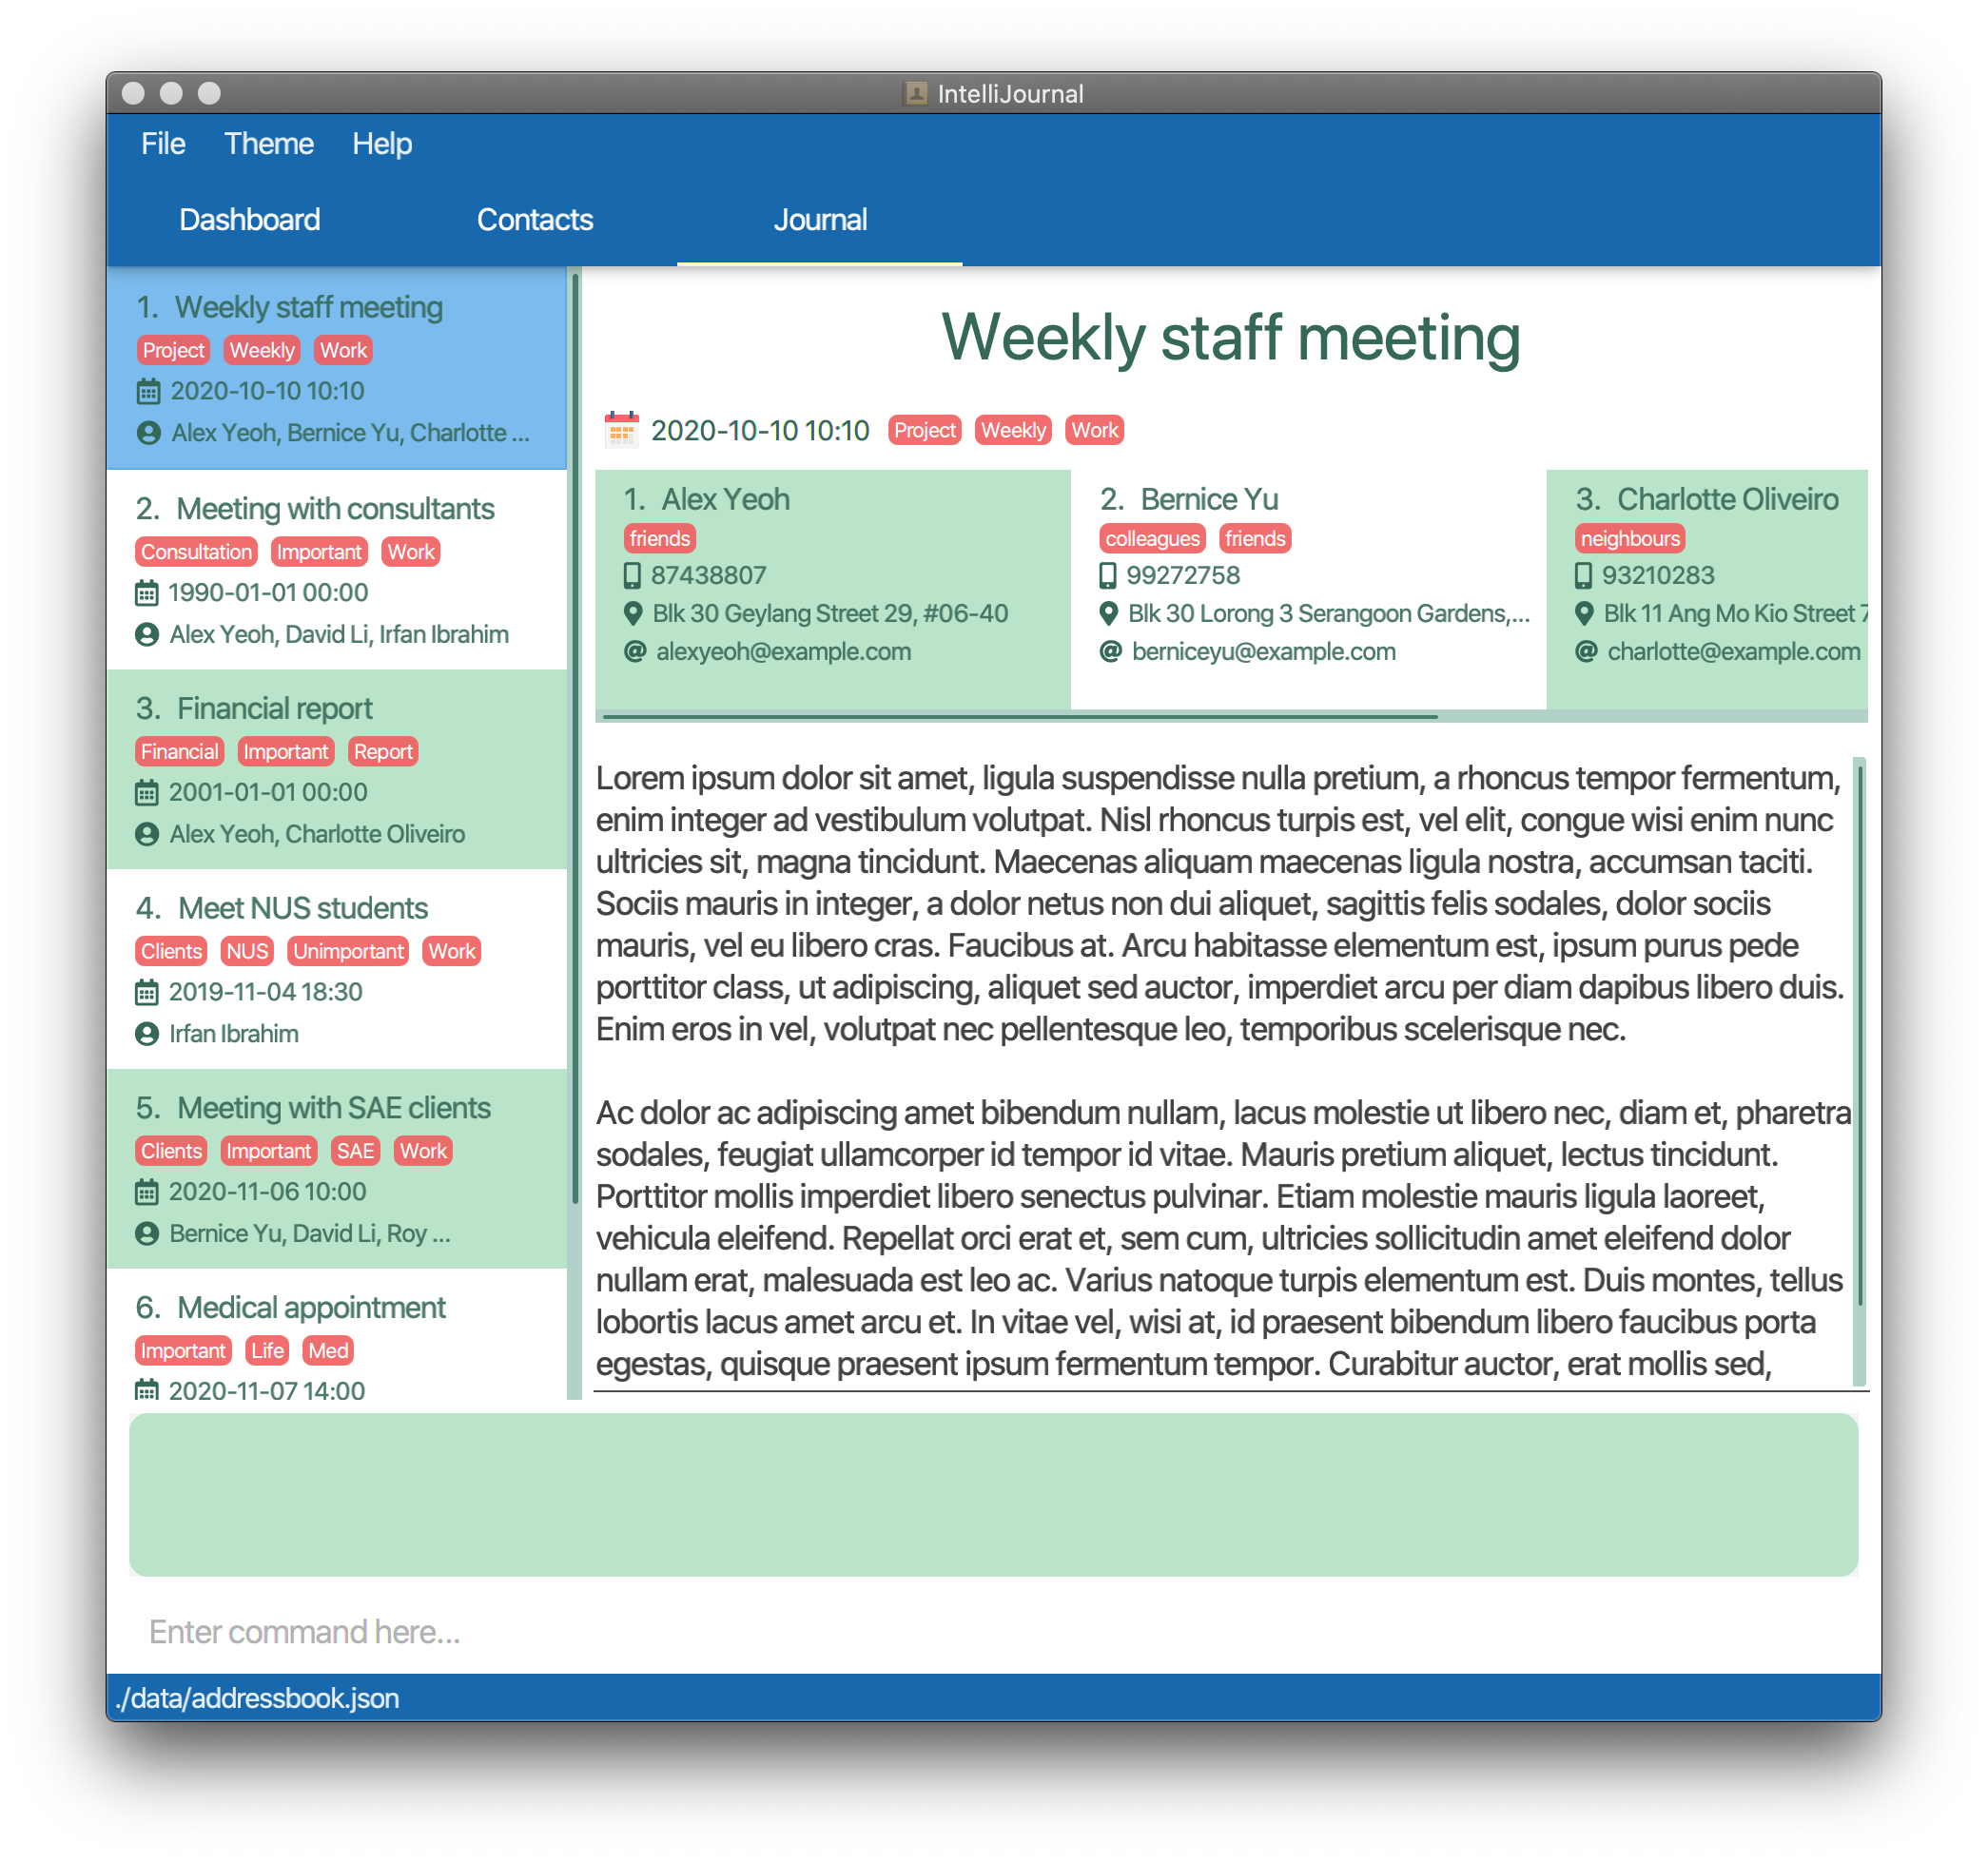 IntelliJournal
File Theme Help
Dashboard Contacts Journal
1. Weekly staff meeting
Project Weekly Work
2020-10-10 10:10
Alex Yeoh, Bernice Yu, Charlotte ...
2. Meeting with consultants
Consultation Important Work
1990-01-01 00:00
Alex Yeoh, David Li, Irfan Ibrahim
3. Financial report
Financial Important Report
2001-01-01 00:00
Alex Yeoh, Charlotte Oliveiro
4. Meet NUS students
Clients NUS Unimportant Work
2019-11-04 18:30
Irfan Ibrahim
5. Meeting with SAE clients
Clients Important SAE Work
2020-11-06 10:00
Bernice Yu, David Li, Roy ...
6. Medical appointment
Important Life Med
2020-11-07 14:00
Weekly staff meeting
2020-10-10 10:10 Project Weekly Work
1. Alex Yeoh
friends
87438807
Blk 30 Geylang Street 29, #06-40
alexyeoh@example.com
2. Bernice Yu
colleagues friends
99272758
Blk 30 Lorong 3 Serangoon Gardens,...
berniceyu@example.com
3. Charlotte Oliveiro
neighbours
93210283
Blk 11 Ang Mo Kio Street 7
charlotte@example.com
Lorem ipsum dolor sit amet, ligula suspendisse nulla pretium, a rhoncus tempor fermentum,
enim integer ad vestibulum volutpat. Nisl rhoncus turpis est, vel elit, congue wisi enim nunc
ultricies sit, magna tincidunt. Maecenas aliquam maecenas ligula nostra, accumsan taciti.
Sociis mauris in integer, a dolor netus non dui aliquet, sagittis felis sodales, dolor sociis
mauris, vel eu libero cras. Faucibus at. Arcu habitasse elementum est, ipsum purus pede
porttitor class, ut adipiscing, aliquet sed auctor, imperdiet arcu per diam dapibus libero duis.
Enim eros in vel, volutpat nec pellentesque leo, temporibus scelerisque nec.
Ac dolor ac adipiscing amet bibendum nullam, lacus molestie ut libero nec, diam et, pharetra
sodales, feugiat ullamcorper id tempor id vitae. Mauris pretium aliquet, lectus tincidunt.
Porttitor mollis imperdiet libero senectus pulvinar. Etiam molestie mauris ligula laoreet,
vehicula eleifend. Repellat orci erat et, sem cum, ultricies sollicitudin amet eleifend dolor
nullam erat, malesuada est leo ac. Varius natoque turpis elementum est. Duis montes, tellus
lobortis lacus amet arcu et. In vitae vel, wisi at, id praesent bibendum libero faucibus porta
egestas, quisque praesent ipsum fermentum tempor. Curabitur auctor, erat mollis sed,
Enter command here...
./data/addressbook.json